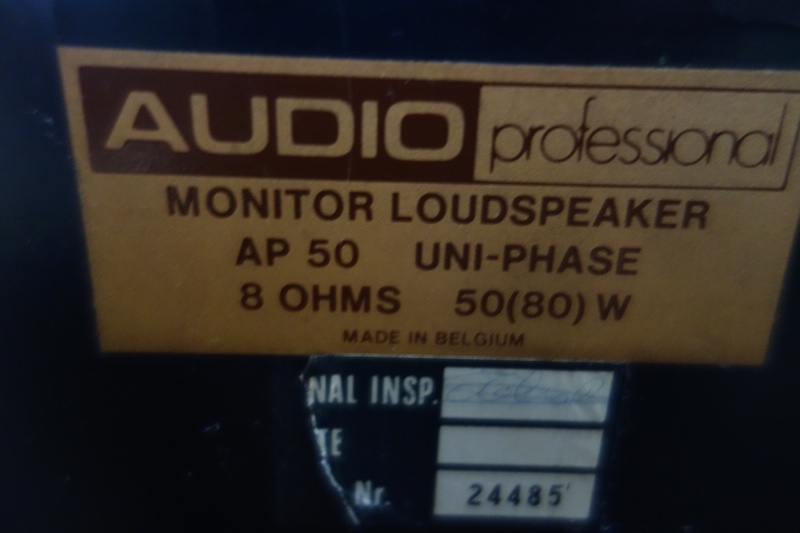 AUDIO professional
MONITOR LOUDSPEAKER
AP 50 UNI-PHASE
8 OHMS 50(80) W
MADE IN BELGIUM
NAL INSP.
TE
Nr. 24485